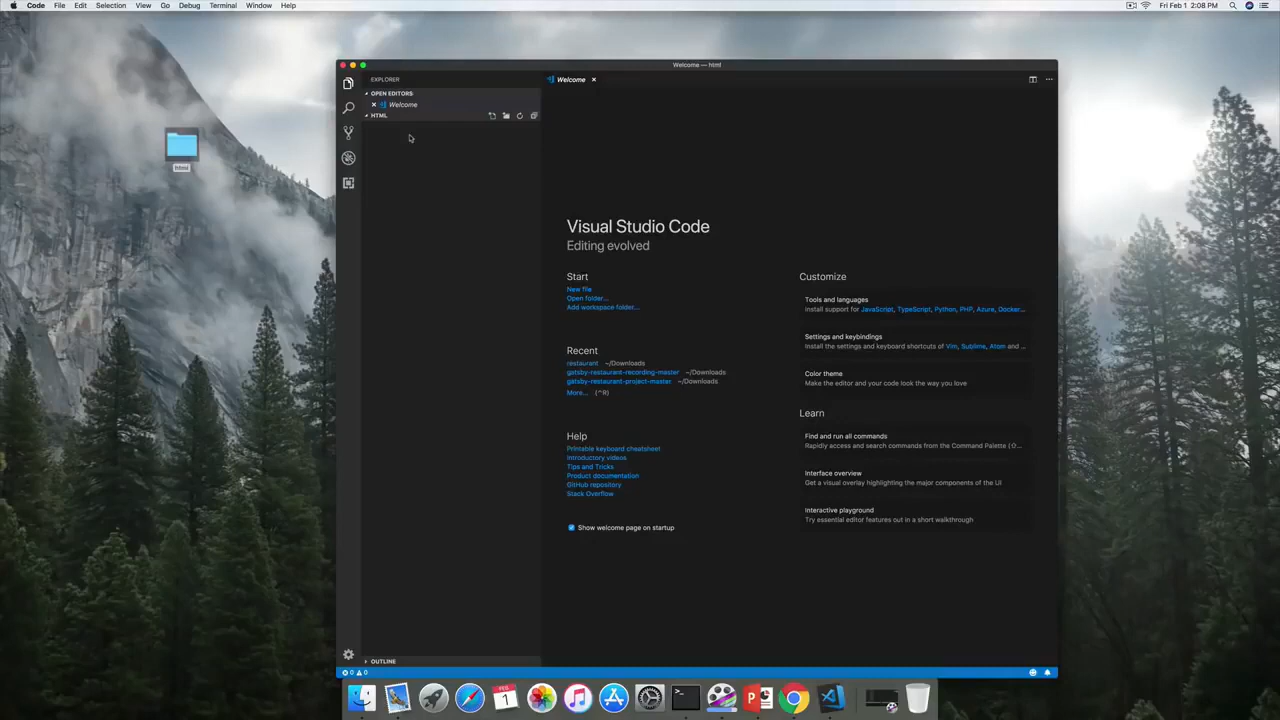 Code File Edit Selection View Go Debug Terminal Window Help
Fri Feb 1 2:08 PM
Welcome — html
EXPLORER
OPEN EDITORS
Welcome
HTML
Welcome
html
Visual Studio Code
Editing evolved
Start
New file
Open folder...
Add workspace folder...
Recent
restaurant ~/Downloads
gatsby-restaurant-recording-master ~/Downloads
gatsby-restaurant-project-master ~/Downloads
More... (^R)
Help
Printable keyboard cheatsheet
Introductory videos
Tips and Tricks
Product documentation
GitHub repository
Stack Overflow
Show welcome page on startup
Customize
Tools and languages
Install support for JavaScript, TypeScript, Python, PHP, Azure, Docker...
Settings and keybindings
Install the settings and keyboard shortcuts of Vim, Sublime, Atom and ...
Color theme
Make the editor and your code look the way you love
Learn
Find and run all commands
Rapidly access and search commands from the Command Palette (⇧...
Interface overview
Get a visual overlay highlighting the major components of the UI
Interactive playground
Try essential editor features out in a short walkthrough
OUTLINE
0 0
FEB
1